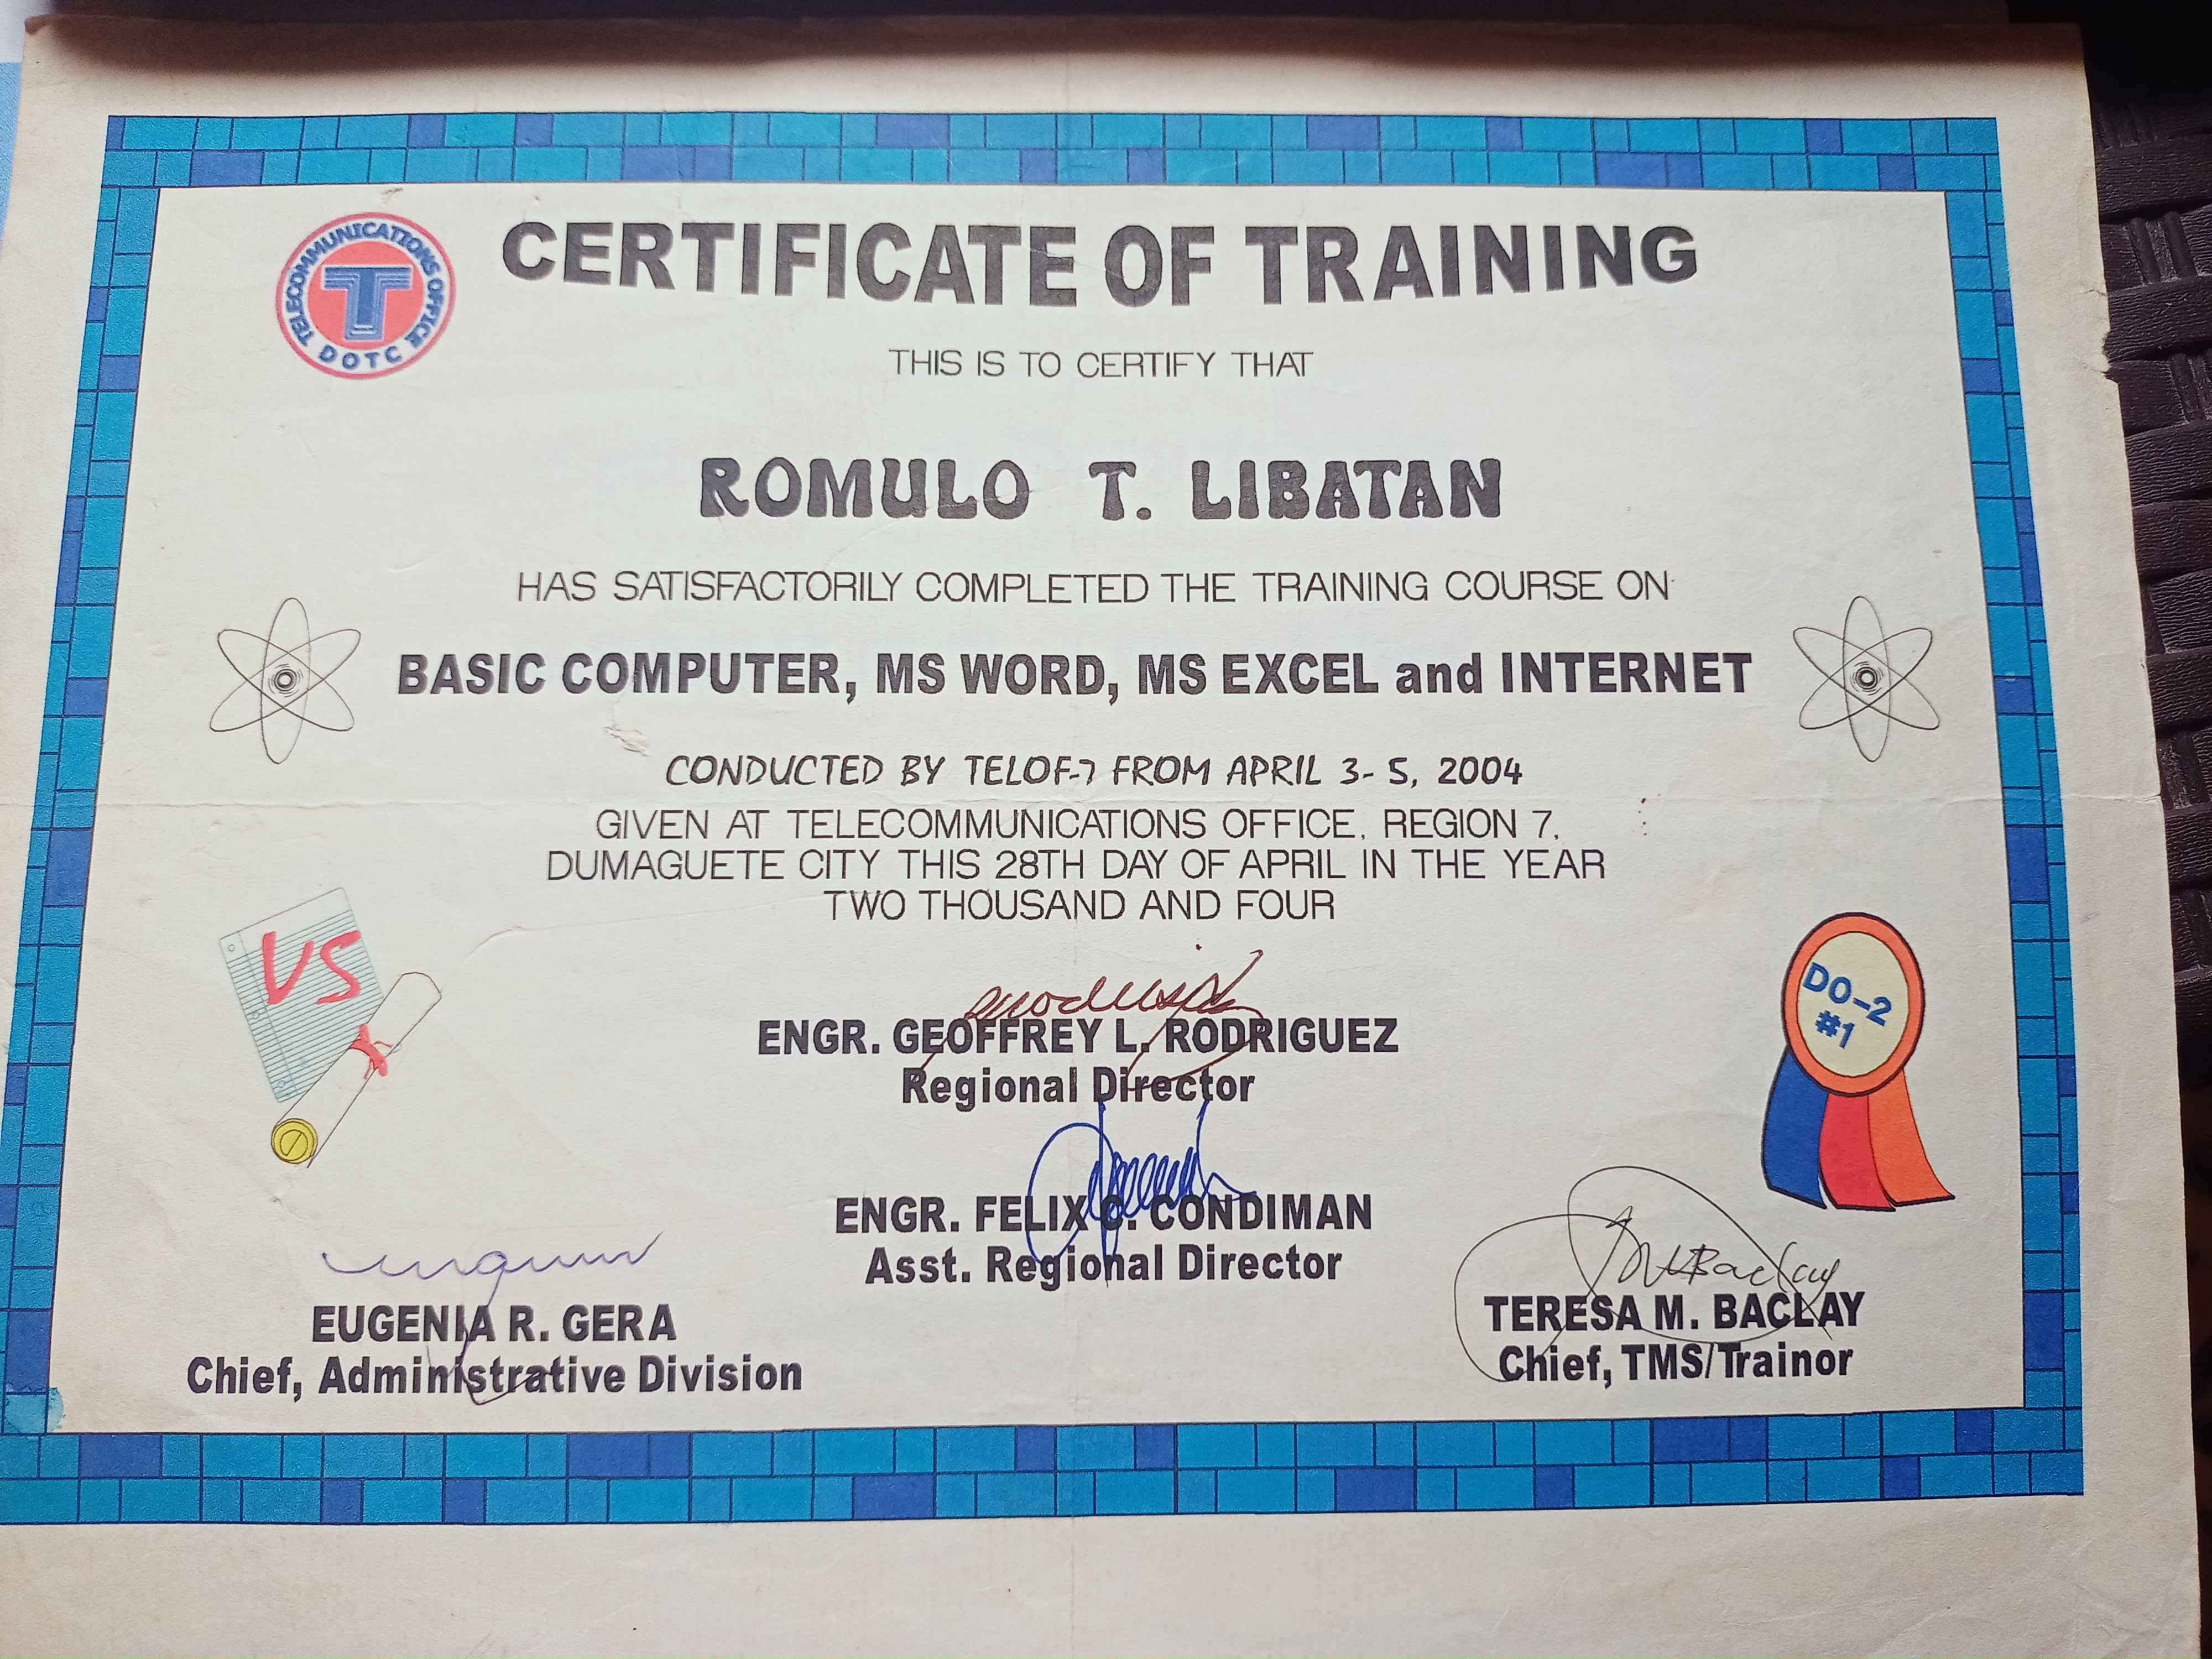 TELECOMMUNICATIONS OFFICE
DOTC
T
CERTIFICATE OF TRAINING
THIS IS TO CERTIFY THAT
ROMULO T. LIBATAN
HAS SATISFACTORILY COMPLETED THE TRAINING COURSE ON
BASIC COMPUTER, MS WORD, MS EXCEL and INTERNET
CONDUCTED BY TELOF-7 FROM APRIL 3-5, 2004
GIVEN AT TELECOMMUNICATIONS OFFICE, REGION 7,
DUMAGUETE CITY THIS 28TH DAY OF APRIL IN THE YEAR
TWO THOUSAND AND FOUR
VS
DO-2
#1
ENGR. GEOFFREY L. RODRIGUEZ
Regional Director
ENGR. FELIX C. CONDIMAN
Asst. Regional Director
EUGENIA R. GERA
Chief, Administrative Division
TERESA M. BACLAY
Chief, TMS/Trainor